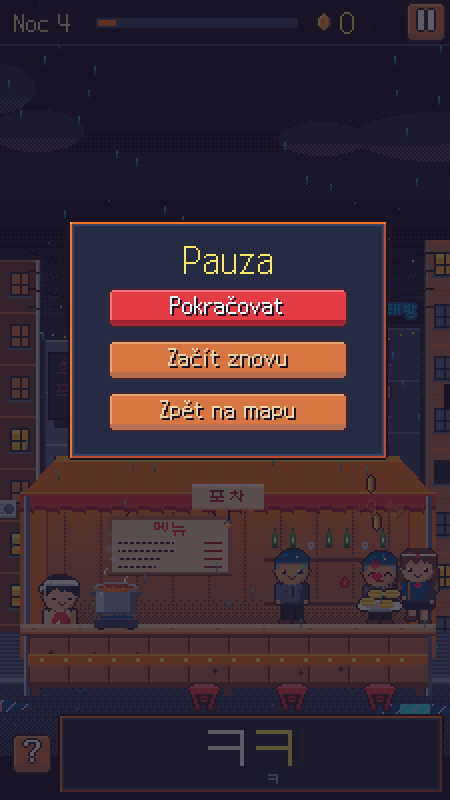 Noc 4
0
Pauza
Pokračovat
Začít znovu
Zpět na mapu
포차
메뉴
?
ㅋㅋ
ㅋ